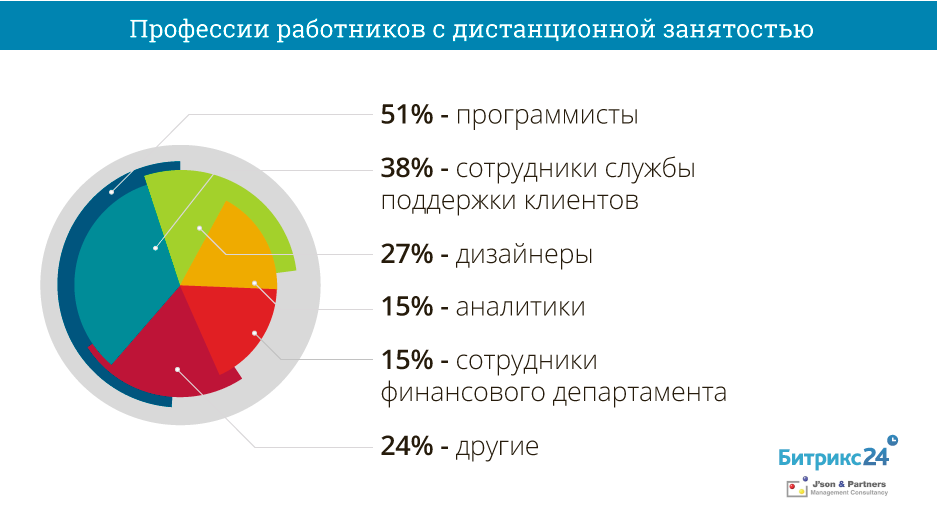 Профессии работников с дистанционной занятостью
51% - программисты
38% - сотрудники службы
поддержки клиентов
27% - дизайнеры
15% - аналитики
15% - сотрудники
финансового департамента
24% - другие
Битрикс24
J'son & Partners
Management Consultancy